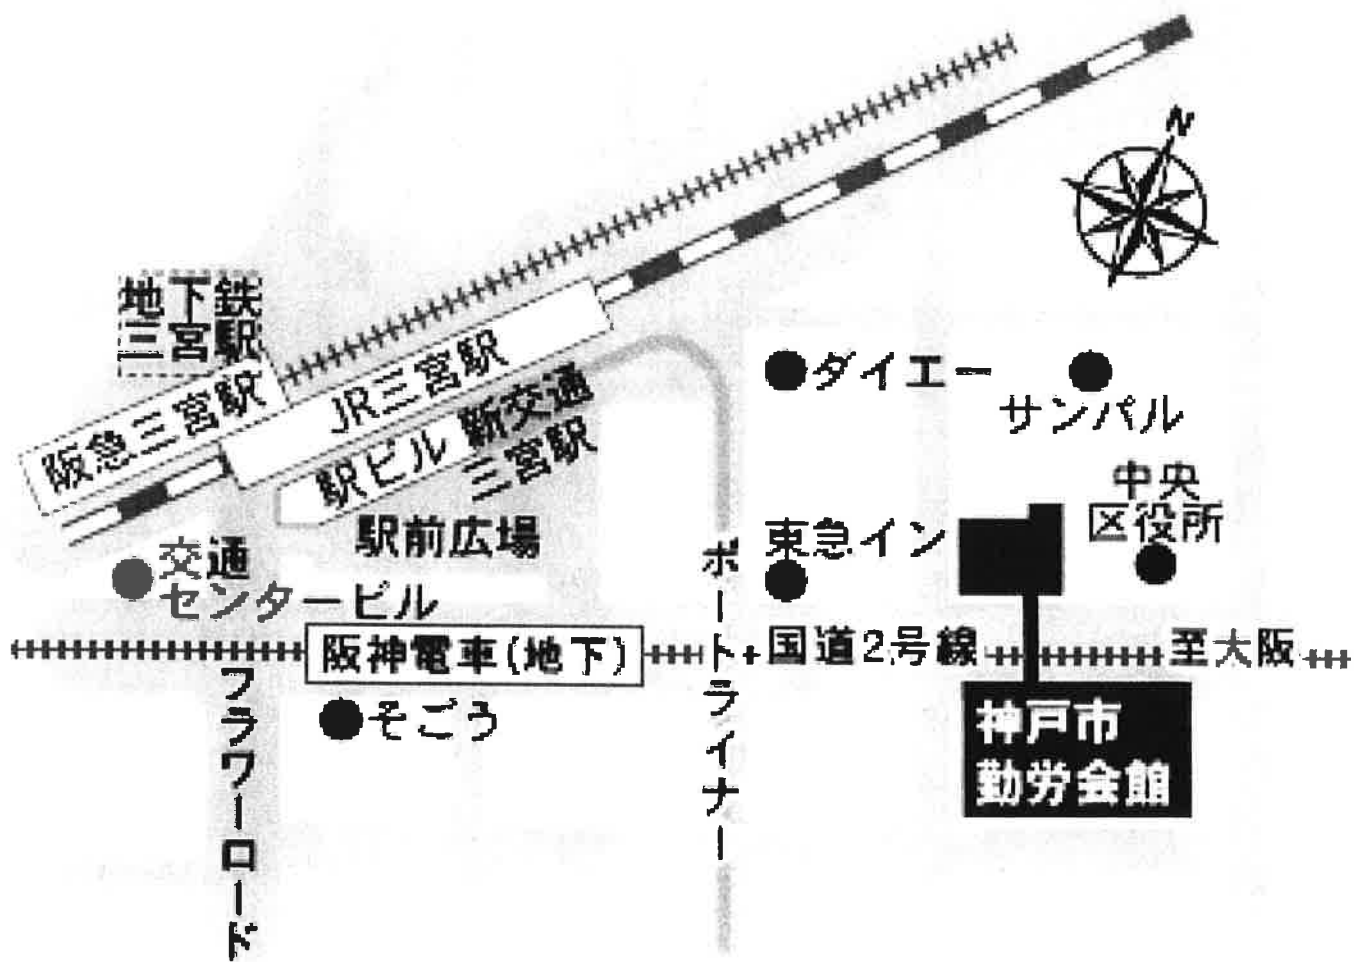 N
地下鉄
三宮駅
阪急三宮駅
JR三宮駅
駅ビル
新交通
三宮駅
駅前広場
ダイエー
サンパル
中央
区役所
東急イン
交通
センタービル
ポートライナー
阪神電車(地下)
国道2号線
至大阪
そごう
フラワーロード
神戸市
勤労会館